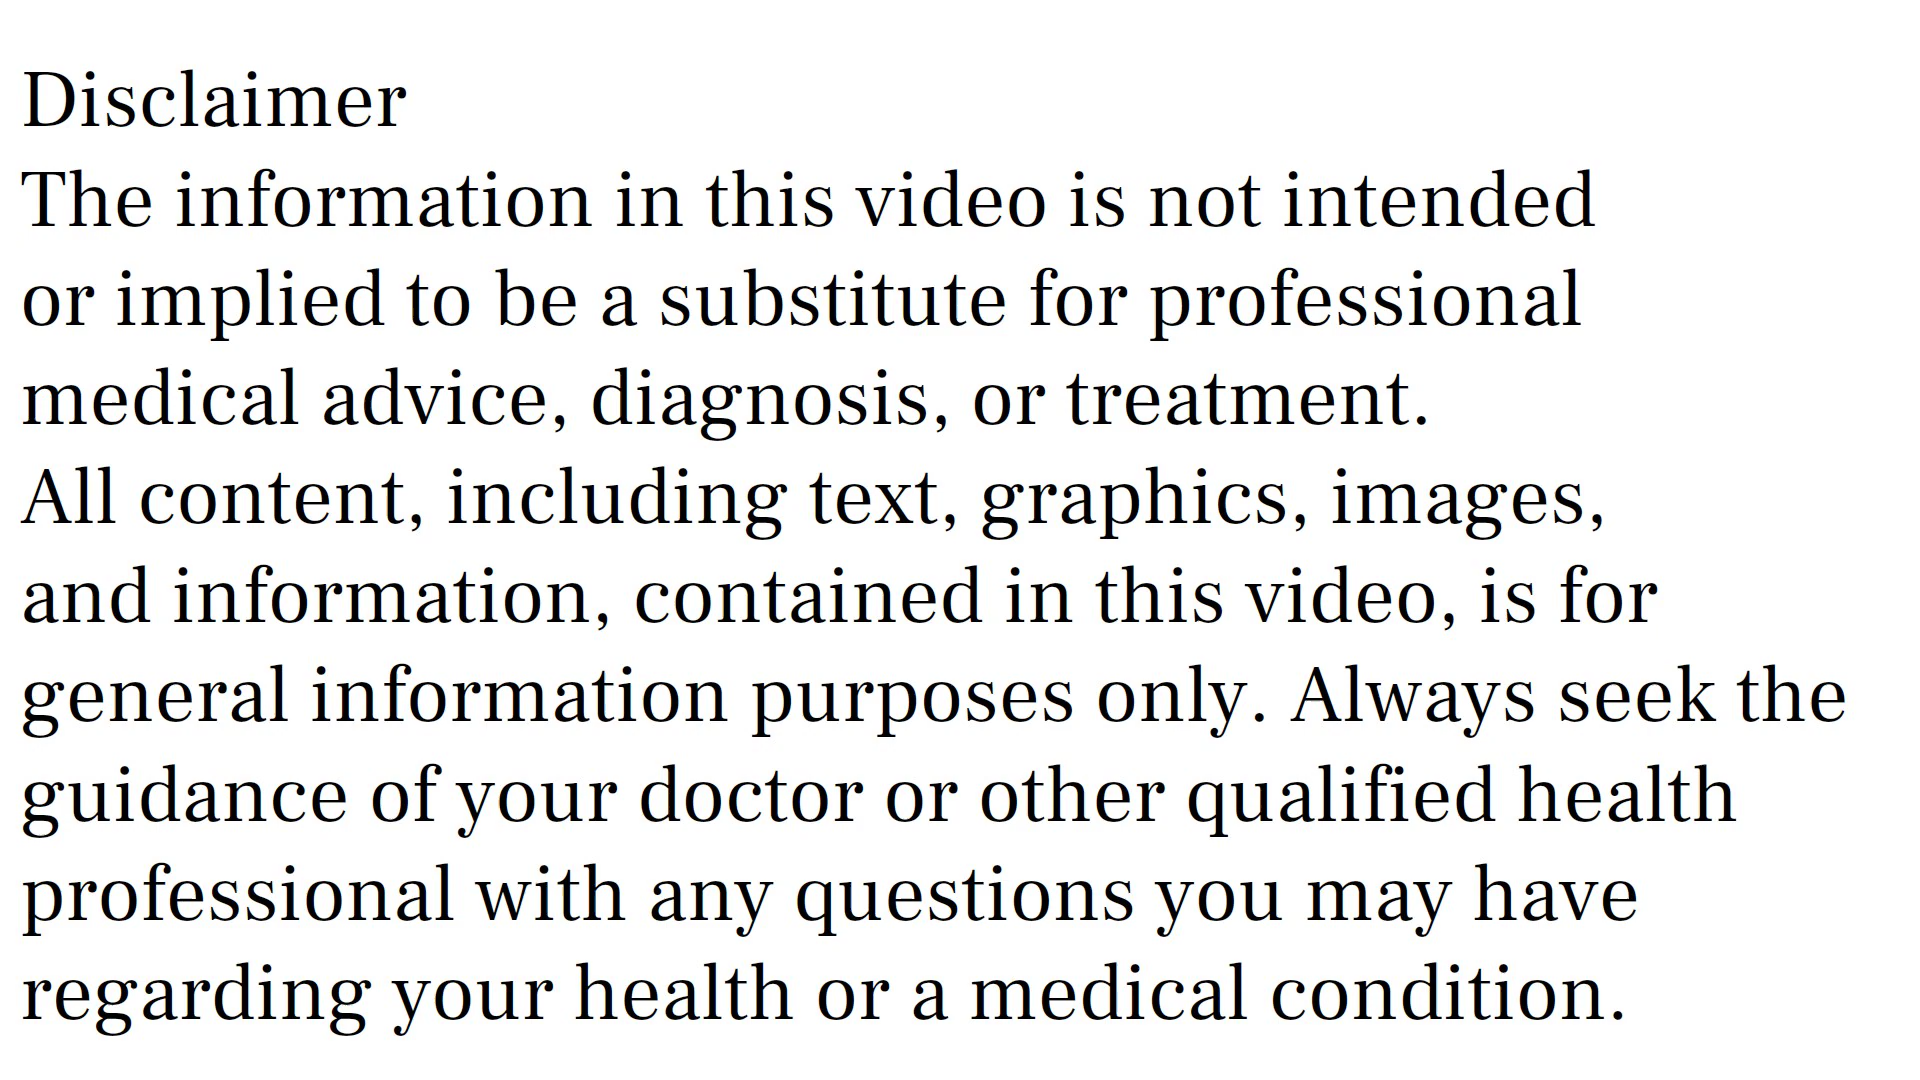 Disclaimer
The information in this video is not intended
or implied to be a substitute for professional
medical advice, diagnosis, or treatment.
All content, including text, graphics, images,
and information, contained in this video, is for
general information purposes only. Always seek the
guidance of your doctor or other qualified health
professional with any questions you may have
regarding your health or a medical condition.